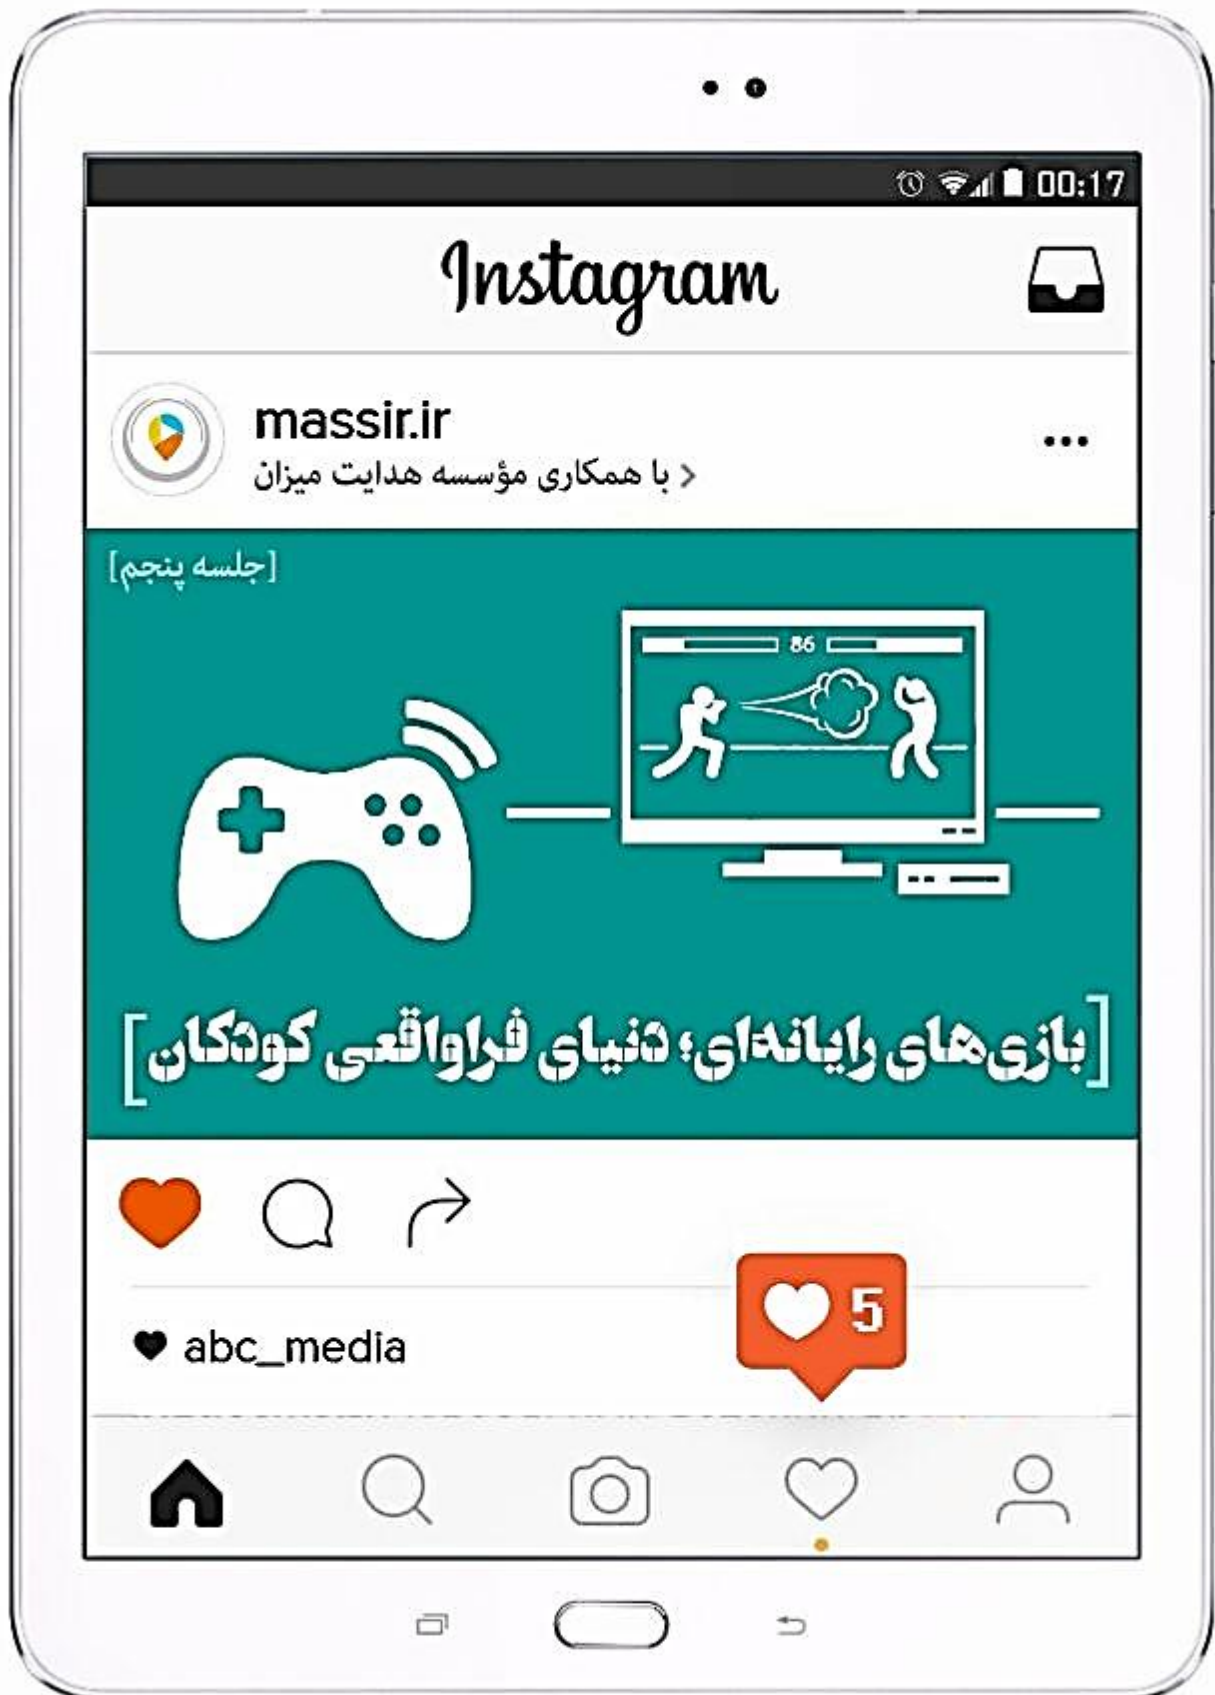 00:17
Instagram
massir.ir
با همکاری مؤسسه هدایت میزان >
[جلسه پنجم]
86
[بازی‌های رایانه‌ای؛ دنیای فراواقعی کودکان]
5
abc_media